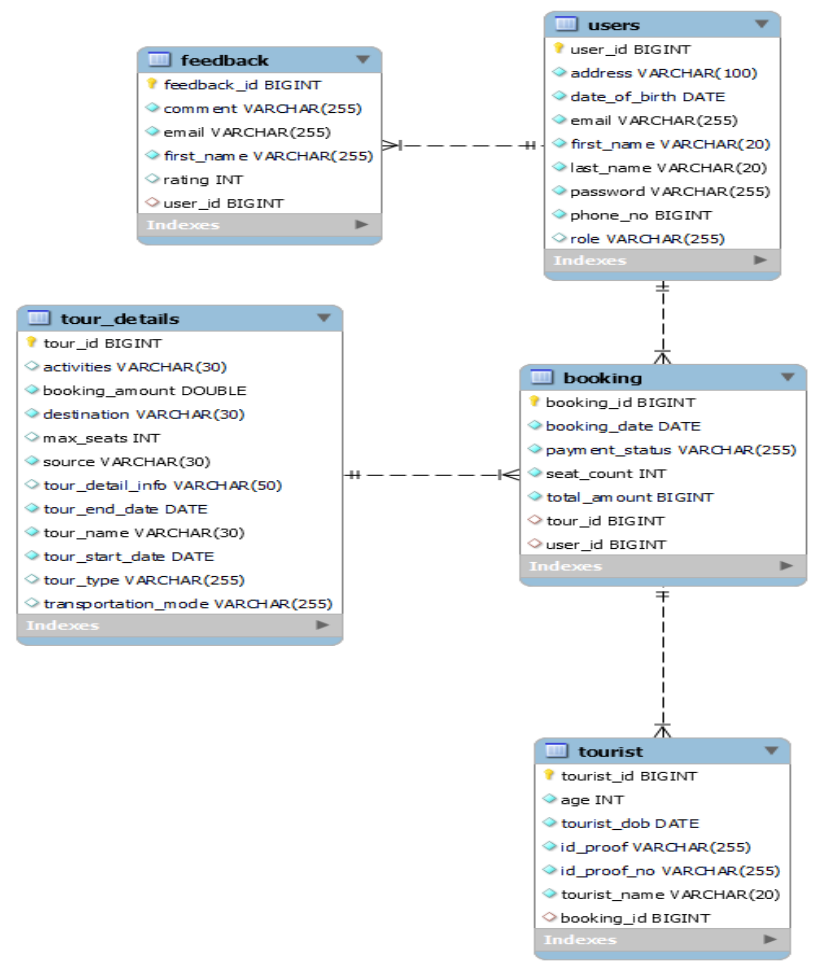 feedback
feedback_id BIGINT
comment VARCHAR(255)
email VARCHAR(255)
first_name VARCHAR(255)
rating INT
user_id BIGINT
Indexes
users
user_id BIGINT
address VARCHAR(100)
date_of_birth DATE
email VARCHAR(255)
first_name VARCHAR(20)
last_name VARCHAR(20)
password VARCHAR(255)
phone_no BIGINT
role VARCHAR(255)
Indexes
tour_details
tour_id BIGINT
activities VARCHAR(30)
booking_amount DOUBLE
destination VARCHAR(30)
max_seats INT
source VARCHAR(30)
tour_detail_info VARCHAR(50)
tour_end_date DATE
tour_name VARCHAR(30)
tour_start_date DATE
tour_type VARCHAR(255)
transportation_mode VARCHAR(255)
Indexes
booking
booking_id BIGINT
booking_date DATE
payment_status VARCHAR(255)
seat_count INT
total_amount BIGINT
tour_id BIGINT
user_id BIGINT
Indexes
tourist
tourist_id BIGINT
age INT
tourist_dob DATE
id_proof VARCHAR(255)
id_proof_no VARCHAR(255)
tourist_name VARCHAR(20)
booking_id BIGINT
Indexes